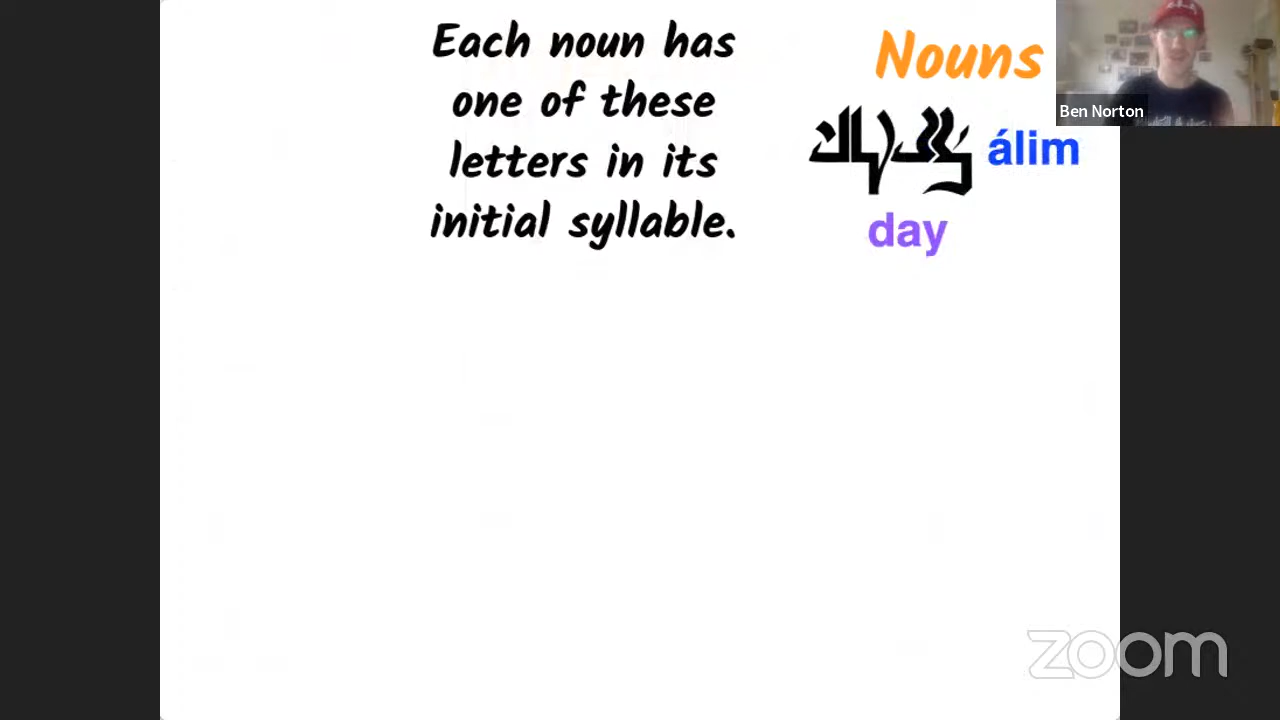 Each noun has
one of these
letters in its
initial syllable.
Nouns
álim
day
Ben Norton
zoom